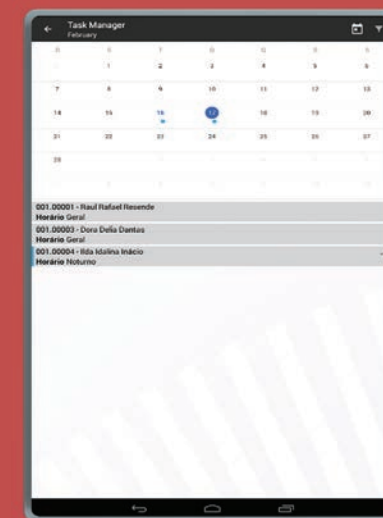 Task Manager
February
D S T Q Q S S
1 2 3 4 5 6
7 8 9 10 11 12 13
14 15 16 17 18 19 20
21 22 23 24 25 26 27
28
001.00001 - Raul Rafael Resende
Horário Geral
001.00003 - Dora Delia Dantas
Horário Geral
001.00004 - Ilda Idalina Inácio
Horário Noturno